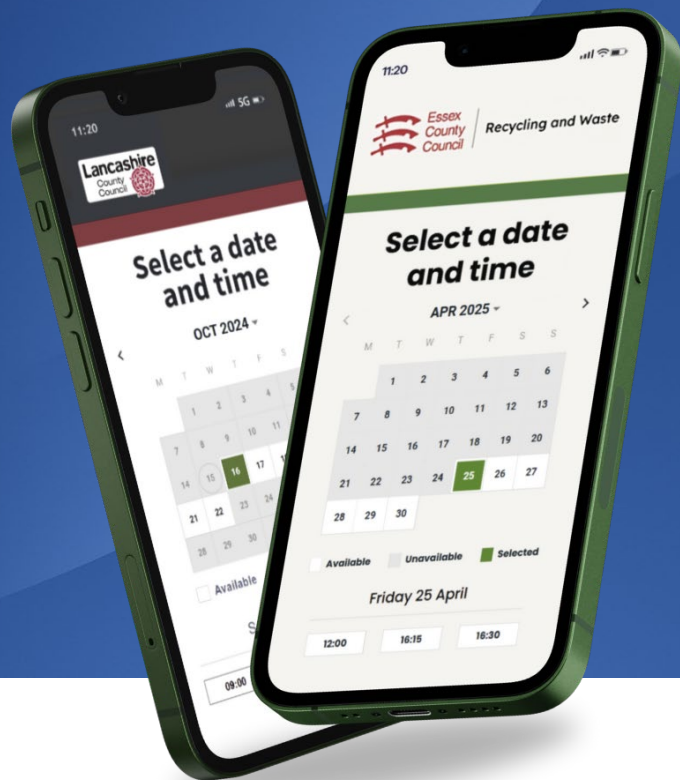 11:20
5G
Lancashire
County
Council
Select a date
and time
OCT 2024
M T W T F S
1 2 3 4 5
7 8 9 10 11
14 15 16 17
21 22 23 24
28 29 30
Available
09:00
11:20
Essex
County
Council
Recycling and Waste
Select a date
and time
APR 2025
M T W T F S S
1 2 3 4 5 6
7 8 9 10 11 12 13
14 15 16 17 18 19 20
21 22 23 24 25 26 27
28 29 30
Available Unavailable Selected
Friday 25 April
12:00 16:15 16:30